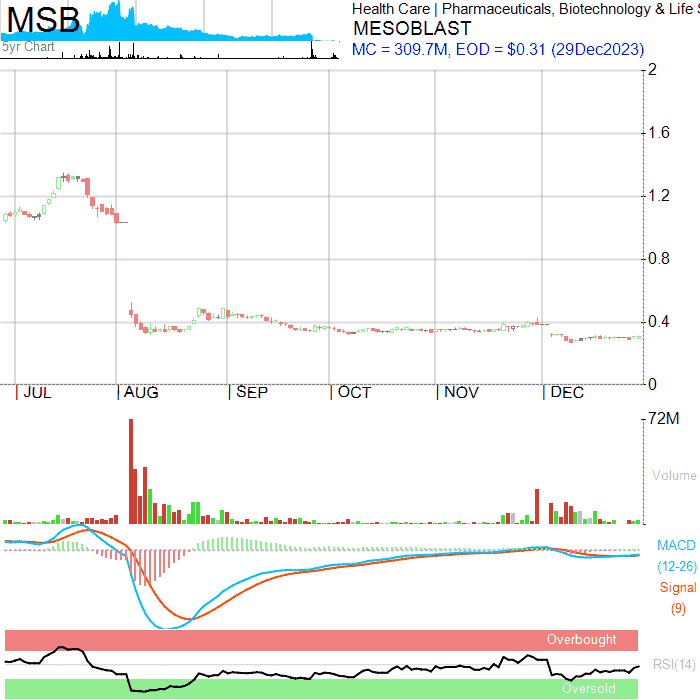 MSB
5yr Chart
Health Care | Pharmaceuticals, Biotechnology & Life S
MESOBLAST
MC = 309.7M, EOD = $0.31 (29Dec2023)
2
1.6
1.2
0.8
0.4
0
| JUL | AUG | SEP | OCT | NOV | DEC
72M
Volume
MACD
(12-26)
Signal
(9)
Overbought
RSI(14)
Oversold